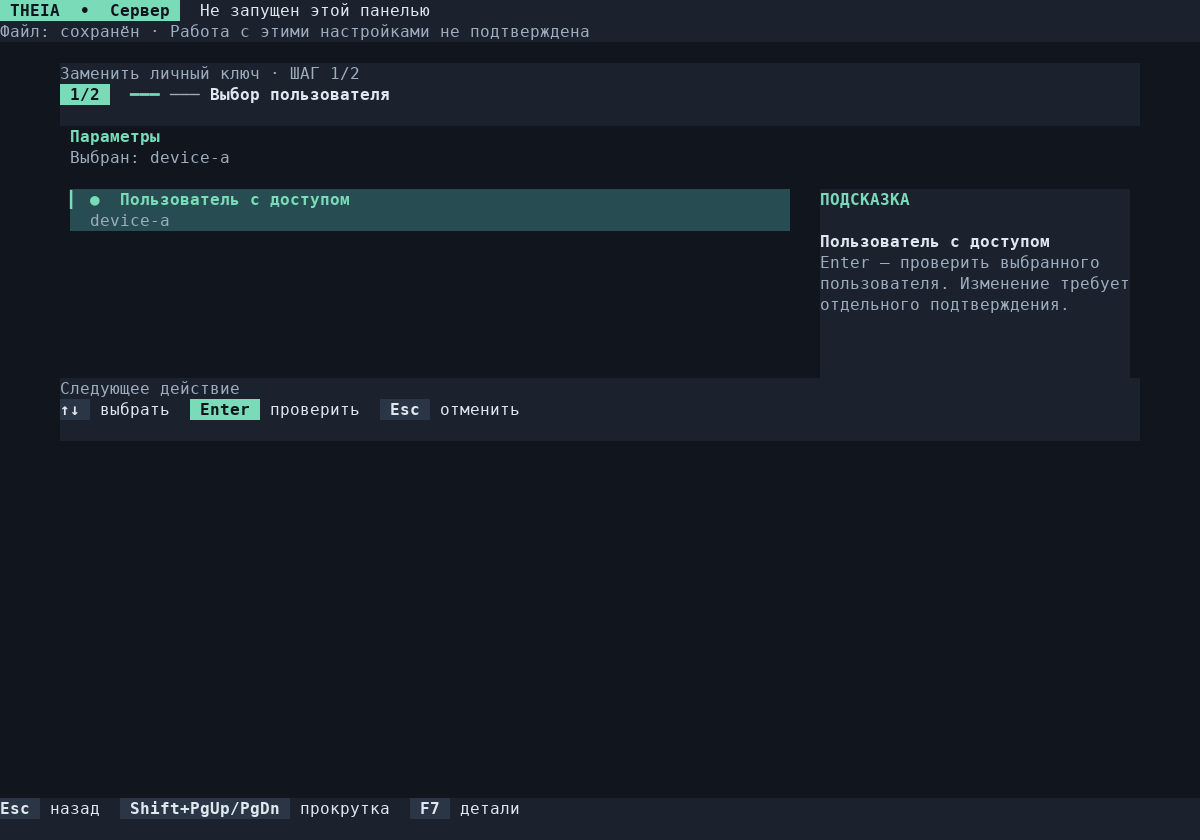 THEIA • Сервер Не запущен этой панелью
Файл: сохранён · Работа с этими настройками не подтверждена
Заменить личный ключ · ШАГ 1/2
1/2 ━━━ ─── Выбор пользователя
Параметры
Выбран: device-a
● Пользователь с доступом
device-a
ПОДСКАЗКА
Пользователь с доступом
Enter — проверить выбранного
пользователя. Изменение требует
отдельного подтверждения.
Следующее действие
↑↓ выбрать Enter проверить Esc отменить
Esc назад Shift+PgUp/PgDn прокрутка F7 детали